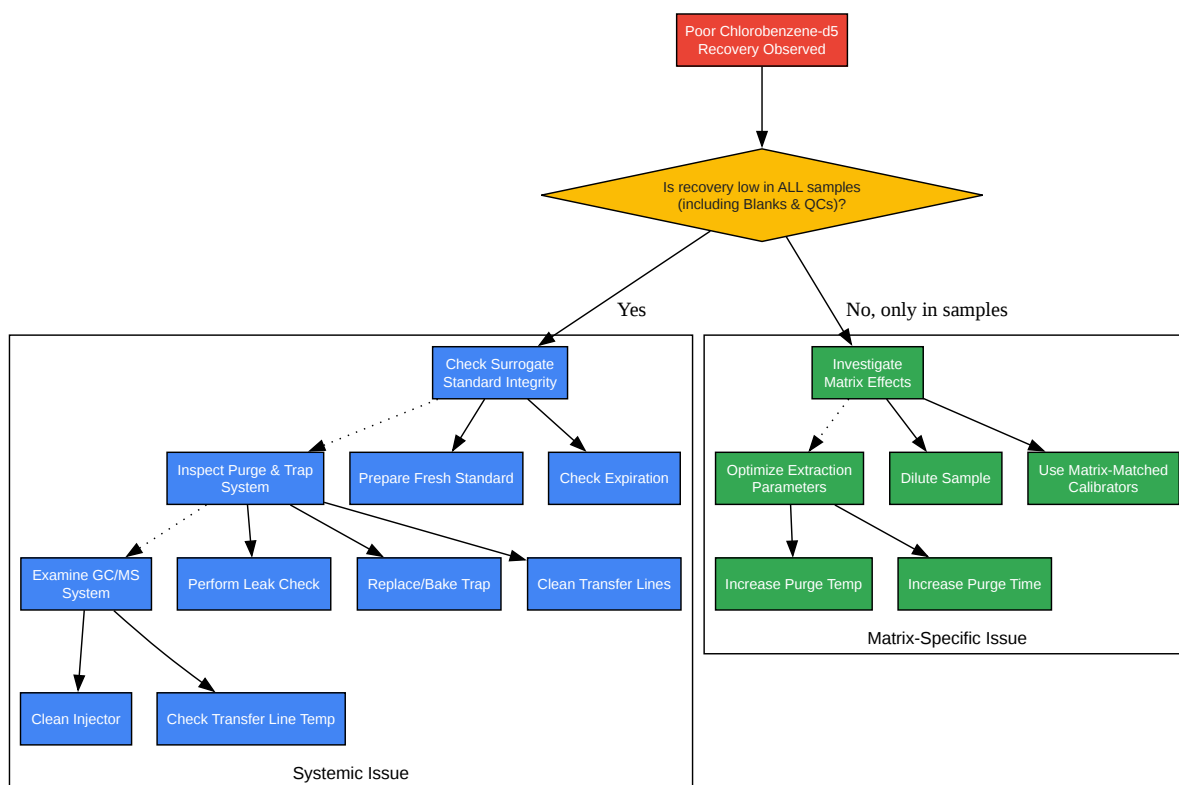 Poor Chlorobenzene-d5
Recovery Observed
Is recovery low in ALL samples
(including Blanks & QCs)?
Yes
No, only in samples
Check Surrogate
Standard Integrity
Investigate
Matrix Effects
Inspect Purge & Trap
System
Prepare Fresh Standard
Check Expiration
Optimize Extraction
Parameters
Dilute Sample
Use Matrix-Matched
Calibrators
Examine GC/MS
System
Perform Leak Check
Replace/Bake Trap
Clean Transfer Lines
Increase Purge Temp
Increase Purge Time
Matrix-Specific Issue
Clean Injector
Check Transfer Line Temp
Systemic Issue